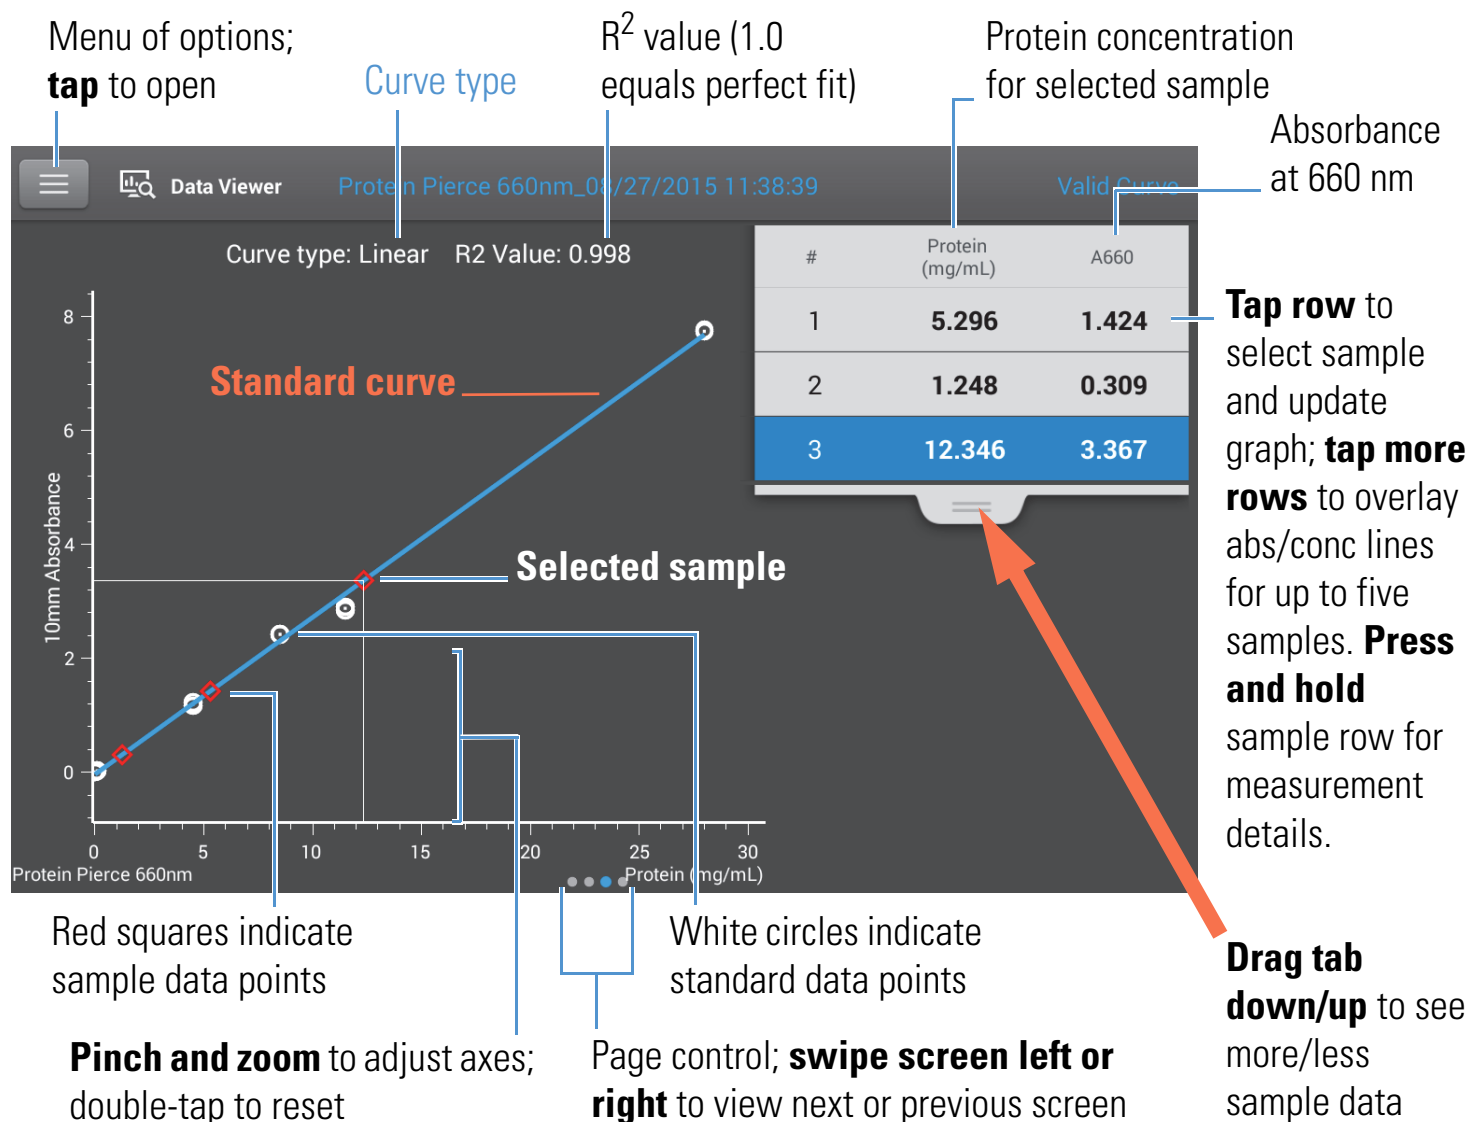 Menu of options;
tap to open
Curve type
R2 value (1.0
equals perfect fit)
Protein concentration
for selected sample
Absorbance
at 660 nm
Data Viewer
Protein Pierce 660nm_08/27/2015 11:38:39
Valid Curve
Curve type: Linear R2 Value: 0.998
# Protein (mg/mL) A660
1 5.296 1.424
2 1.248 0.309
3 12.346 3.367
Tap row to
select sample
and update
graph; tap more
rows to overlay
abs/conc lines
for up to five
samples. Press
and hold
sample row for
measurement
details.
Standard curve
Selected sample
10mm Absorbance
8
6
4
2
0
0 5 10 15 20 25 30
Protein Pierce 660nm
Protein (mg/mL)
Red squares indicate
sample data points
White circles indicate
standard data points
Pinch and zoom to adjust axes;
double-tap to reset
Page control; swipe screen left or
right to view next or previous screen
Drag tab
down/up to see
more/less
sample data